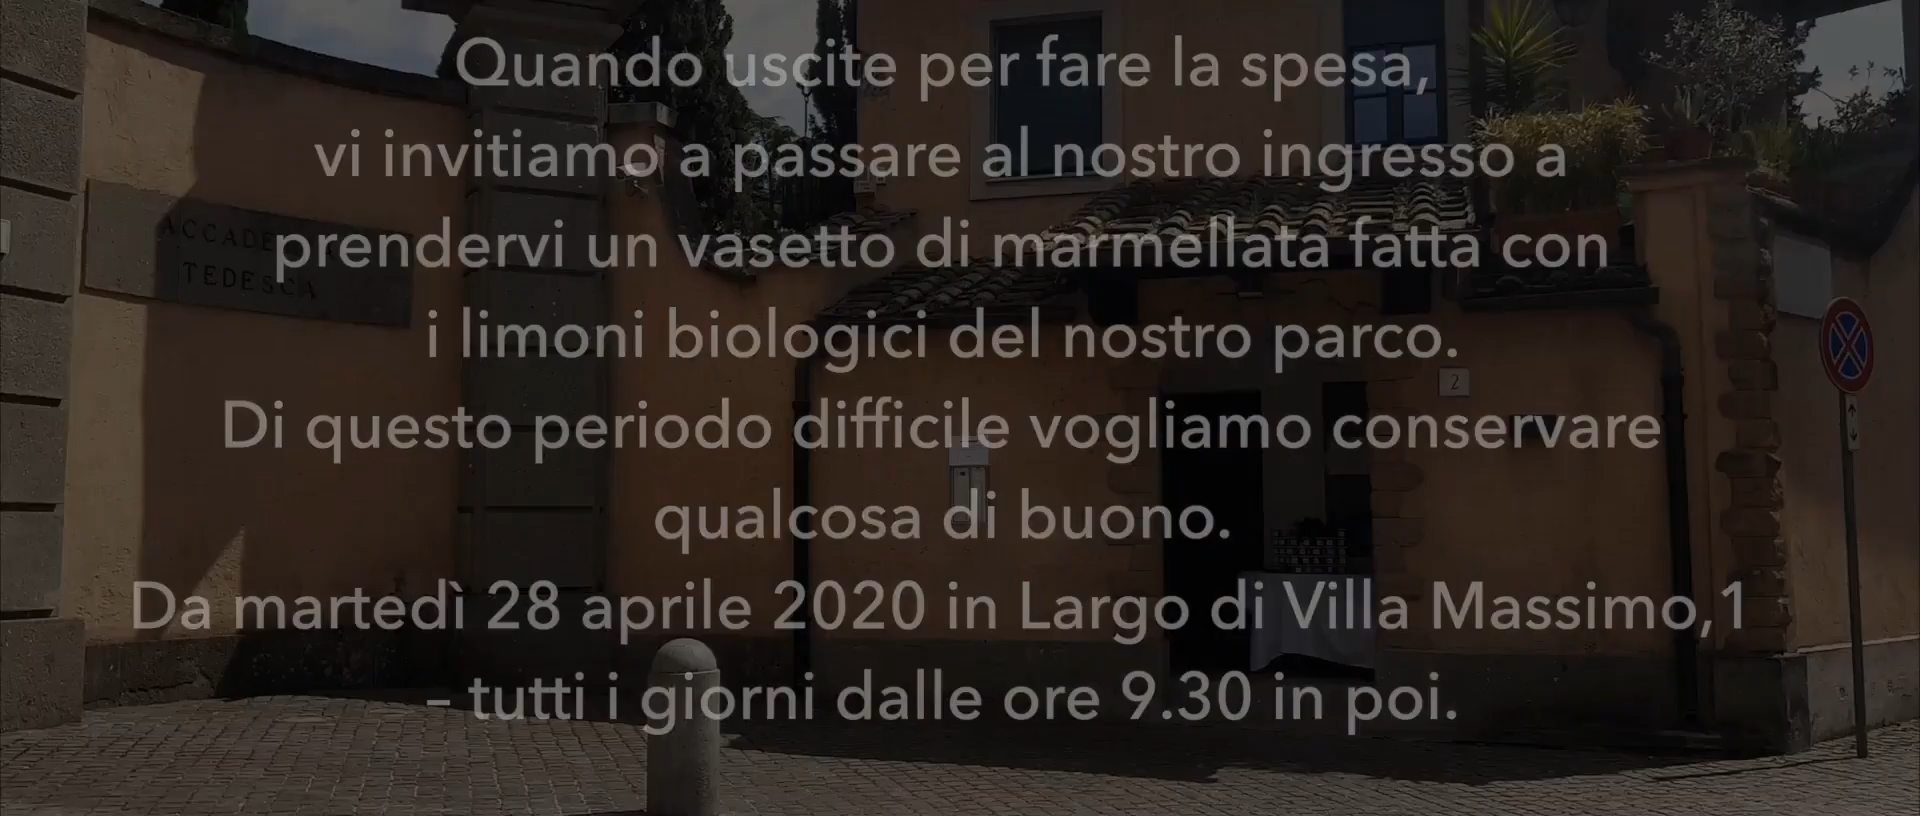 Quando uscite per fare la spesa,
vi invitiamo a passare al nostro ingresso a
prendervi un vasetto di marmellata fatta con
i limoni biologici del nostro parco.
Di questo periodo difficile vogliamo conservare
qualcosa di buono.
Da martedì 28 aprile 2020 in Largo di Villa Massimo,1
– tutti i giorni dalle ore 9.30 in poi.
TEDESCA
2